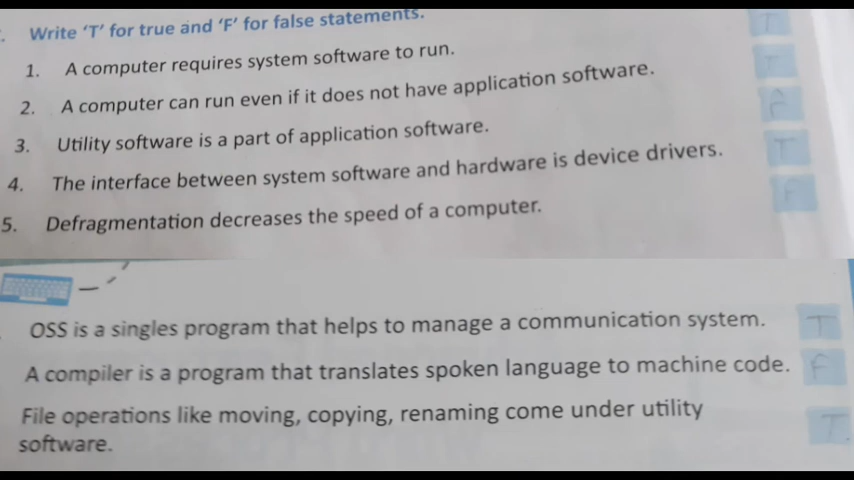 Write 'T' for true and 'F' for false statements.
T
1. A computer requires system software to run.
T
2. A computer can run even if it does not have application software.
F
3. Utility software is a part of application software.
T
4. The interface between system software and hardware is device drivers.
F
5. Defragmentation decreases the speed of a computer.
OSS is a singles program that helps to manage a communication system. T
A compiler is a program that translates spoken language to machine code. F
File operations like moving, copying, renaming come under utility T
software.